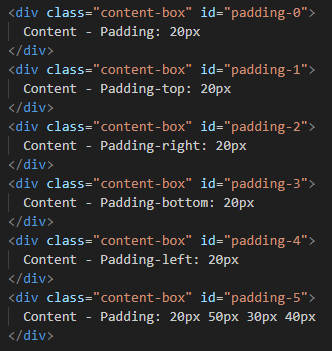 <div class="content-box" id="padding-0">
  Content - Padding: 20px
</div>
<div class="content-box" id="padding-1">
  Content - Padding-top: 20px
</div>
<div class="content-box" id="padding-2">
  Content - Padding-right: 20px
</div>
<div class="content-box" id="padding-3">
  Content - Padding-bottom: 20px
</div>
<div class="content-box" id="padding-4">
  Content - Padding-left: 20px
</div>
<div class="content-box" id="padding-5">
  Content - Padding: 20px 50px 30px 40px
</div>